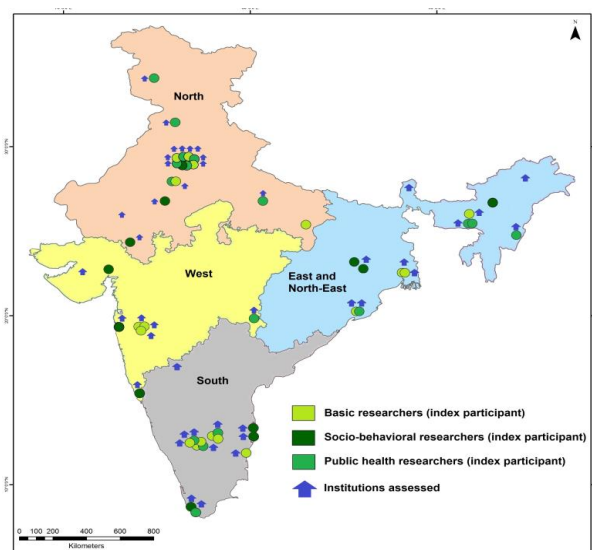 N
North
West
East and
North-East
South
Basic researchers (index participant)
Socio-behavioral researchers (index participant)
Public health researchers (index participant)
Institutions assessed
0 100 200 400 600 800
Kilometers